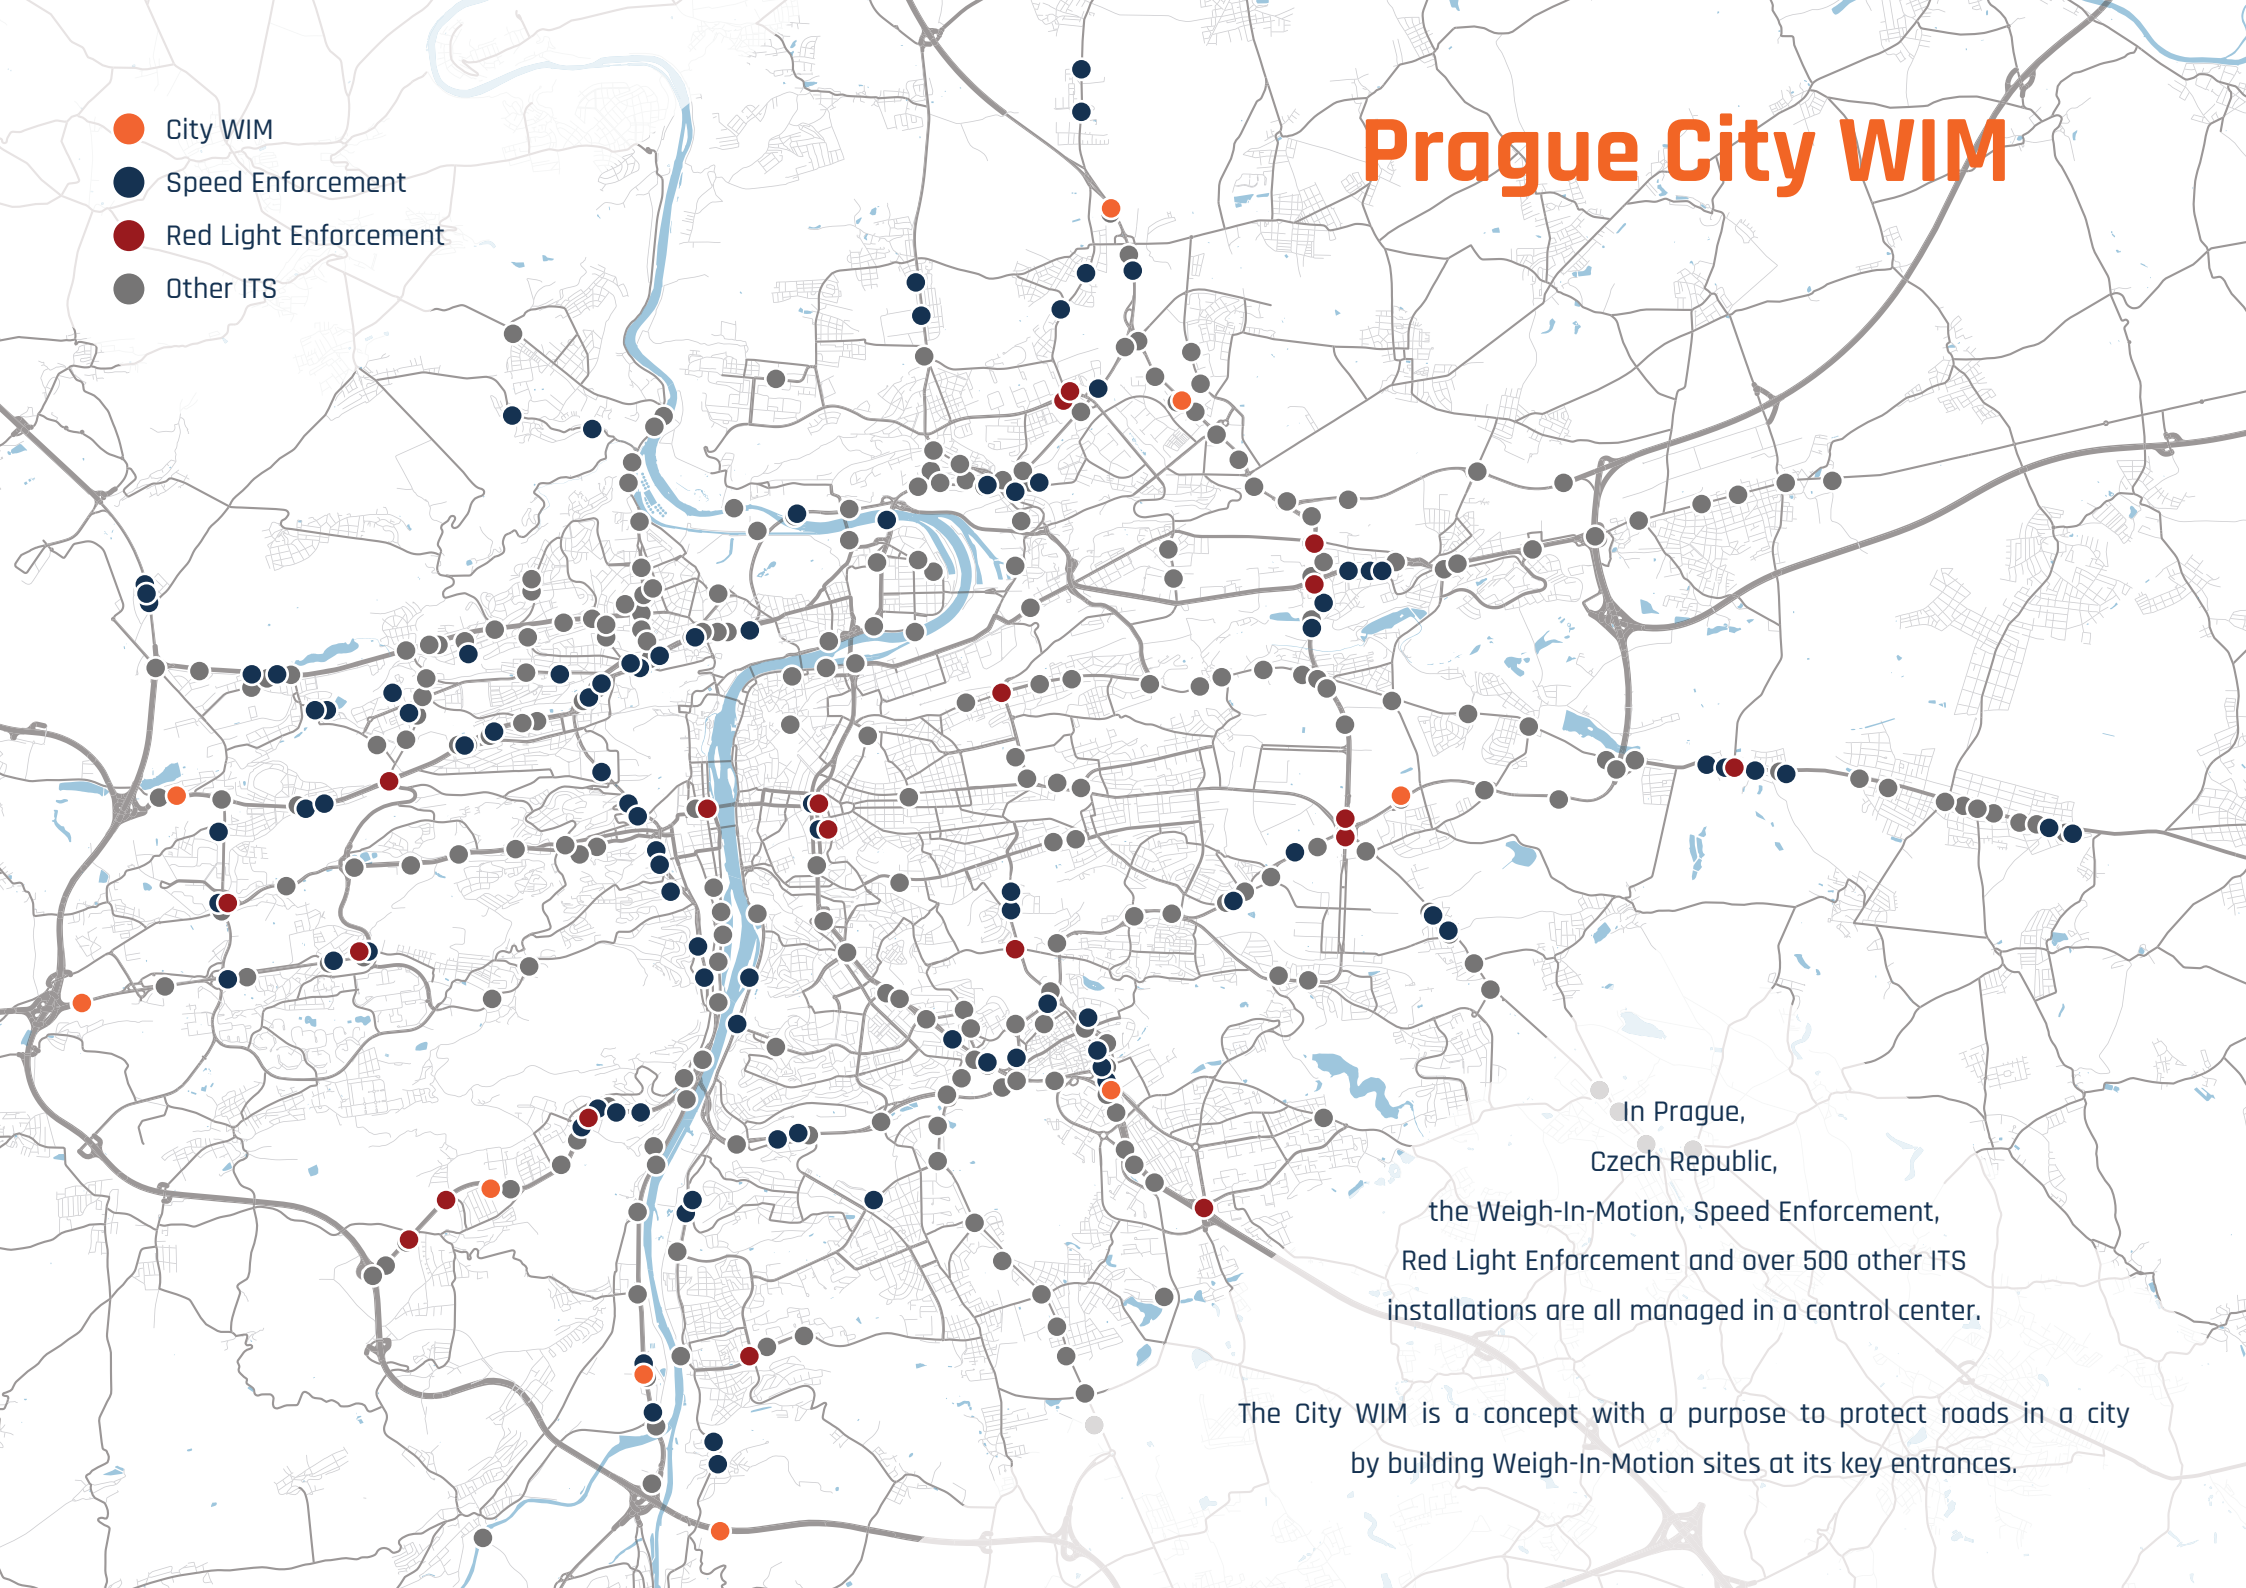 Prague City WIM
City WIM
Speed Enforcement
Red Light Enforcement
Other ITS
In Prague,
Czech Republic,
the Weigh-In-Motion, Speed Enforcement,
Red Light Enforcement and over 500 other ITS
installations are all managed in a control center.
The City WIM is a concept with a purpose to protect roads in a city
by building Weigh-In-Motion sites at its key entrances.